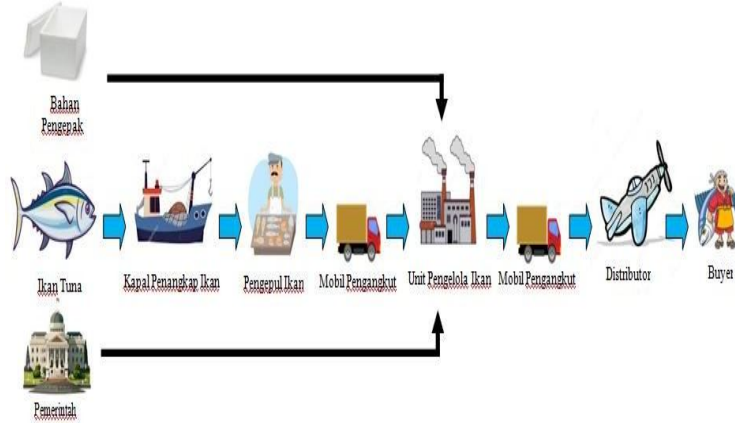 Bahan
Pengepak
Ikan Tuna
Kapal Penangkap Ikan
Pengepul Ikan
Mobil Pengangkut
Unit Pengelola Ikan
Mobil Pengangkut
Distributor
Buyer
Pemerintah